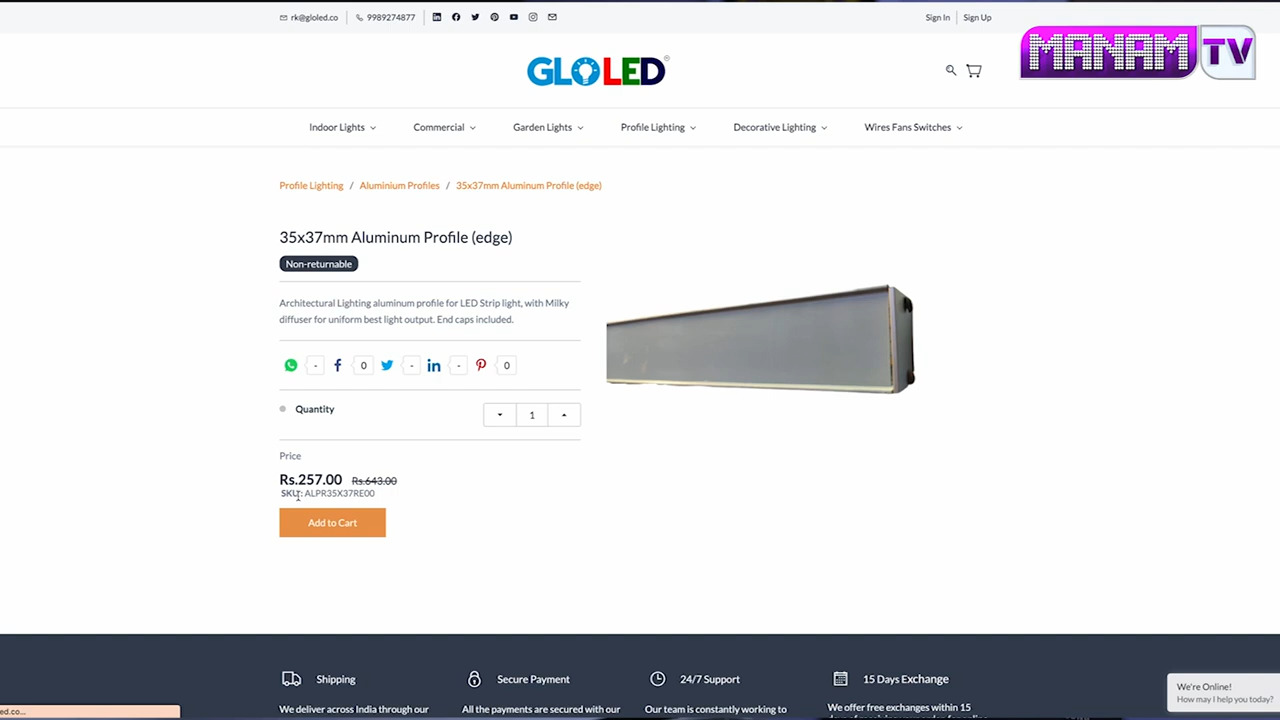 rk@gloled.co
9989274877
Sign In
Sign Up
MANAM TV
GLOLED®
Indoor Lights
Commercial
Garden Lights
Profile Lighting
Decorative Lighting
Wires Fans Switches
Profile Lighting / Aluminium Profiles / 35x37mm Aluminum Profile (edge)
35x37mm Aluminum Profile (edge)
Non-returnable
Architectural Lighting aluminum profile for LED Strip light, with Milky
diffuser for uniform best light output. End caps included.
- 0 - - 0
Quantity
1
Price
Rs.257.00 Rs.643.00
SKU: ALPR35X37RE00
Add to Cart
Shipping
Secure Payment
24/7 Support
15 Days Exchange
We deliver across India through our
All the payments are secured with our
Our team is constantly working to
We offer free exchanges within 15
We're Online!
How may I help you today?
ed.co...